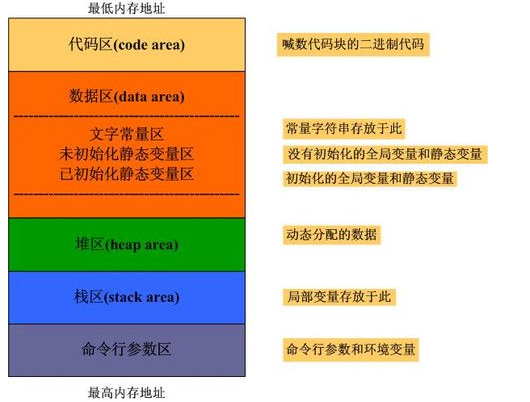 最低内存地址
代码区(code area)
喊数代码块的二进制代码
数据区(data area)
文字常量区
常量字符串存放于此
未初始化静态变量区
没有初始化的全局变量和静态变量
已初始化静态变量区
初始化的全局变量和静态变量
堆区(heap area)
动态分配的数据
栈区(stack area)
局部变量存放于此
命令行参数区
命令行参数和环境变量
最高内存地址